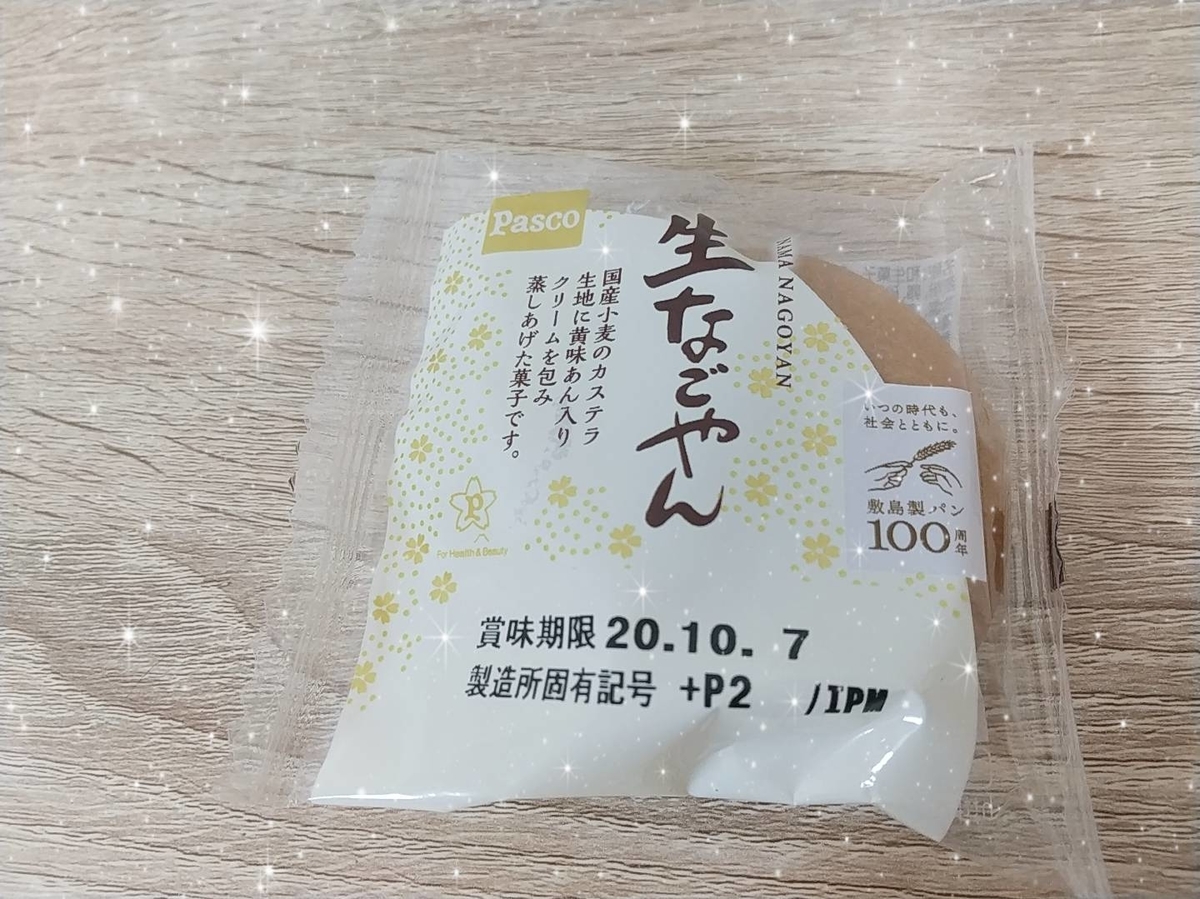 Pasco
生なごやん
NAMA NAGOYAN
国産小麦のカステラ
生地に黄味あん入り
クリームを包み
蒸しあげた菓子です。
For Health & Beauty
いつの時代も、
社会とともに。
敷島製パン
100周年
賞味期限 20.10. 7
製造所固有記号 +P2 /1PM